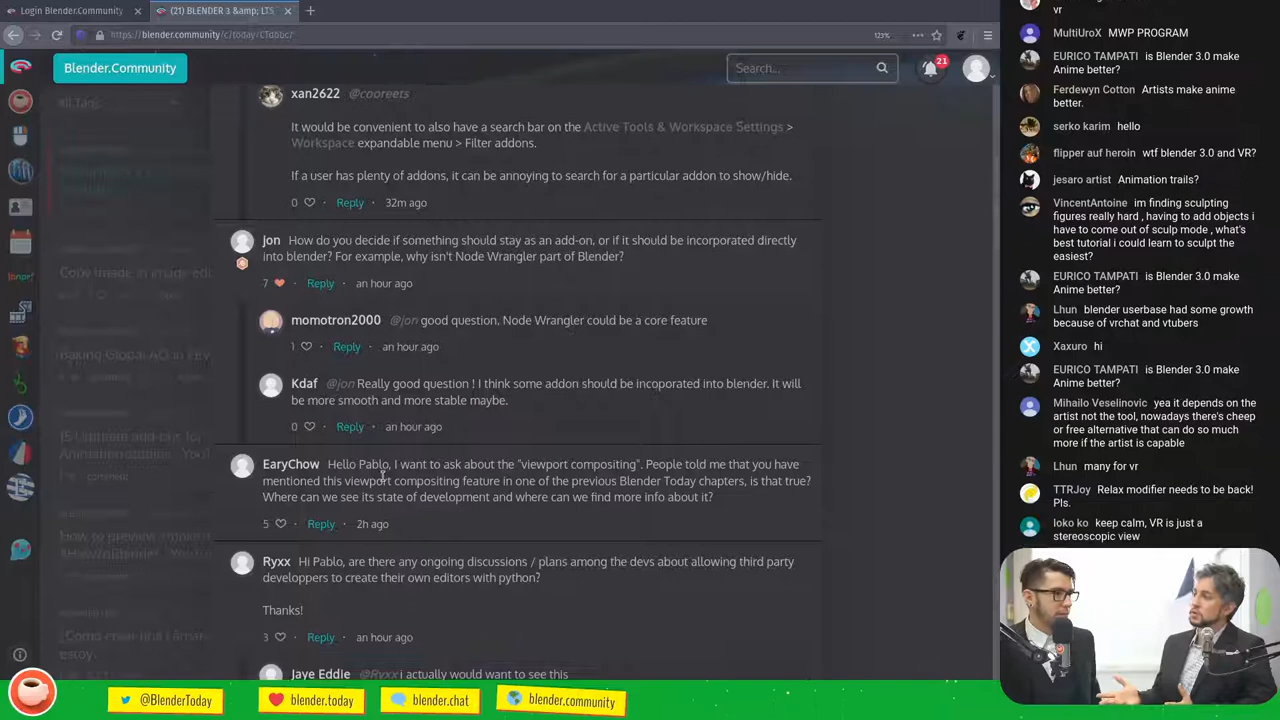 Login Blender.Community
(21) BLENDER 3 &amp; LTS
https://blender.community/c/today/CTdbbc/
123%
Blender.Community
Search...
21
All Tags
xan2622 @cooreets
It would be convenient to also have a search bar on the Active Tools & Workspace Settings >
Workspace expandable menu > Filter addons.
If a user has plenty of addons, it can be annoying to search for a particular addon to show/hide.
0 · Reply · 32m ago
Jon How do you decide if something should stay as an add-on, or if it should be incorporated directly
into blender? For example, why isn't Node Wrangler part of Blender?
7 · Reply · an hour ago
momotron2000 @jon good question, Node Wrangler could be a core feature
1 · Reply · an hour ago
Kdaf @jon Really good question ! I think some addon should be incoporated into blender. It will
be more smooth and more stable maybe.
0 · Reply · an hour ago
EaryChow Hello Pablo, I want to ask about the "viewport compositing". People told me that you have
mentioned this viewport compositing feature in one of the previous Blender Today chapters, is that true?
Where can we see its state of development and where can we find more info about it?
5 · Reply · 2h ago
Ryxx Hi Pablo, are there any ongoing discussions / plans among the devs about allowing third party
developpers to create their own editors with python?
Thanks!
3 · Reply · an hour ago
Jaye Eddie @Ryxx i actually would want to see this
@BlenderToday
blender.today
blender.chat
blender.community
vr
MultiUroX MWP PROGRAM
EURICO TAMPATI is Blender 3.0 make
Anime better?
Ferdewyn Cotton Artists make anime
better.
serko karim hello
flipper auf heroin wtf blender 3.0 and VR?
jesaro artist Animation trails?
VincentAntoine im finding sculpting
figures really hard , having to add objects i
have to come out of sculp mode , what's
best tutorial i could learn to sculpt the
easiest?
EURICO TAMPATI is Blender 3.0 make
Anime better?
Lhun blender userbase had some growth
because of vrchat and vtubers
Xaxuro hi
EURICO TAMPATI is Blender 3.0 make
Anime better?
Mihailo Veselinovic yea it depends on the
artist not the tool, nowadays there's cheep
or free alternative that can do so much
more if the artist is capable
Lhun many for vr
TTRJoy Relax modifier needs to be back!
Pls.
loko ko keep calm, VR is just a
stereoscopic view